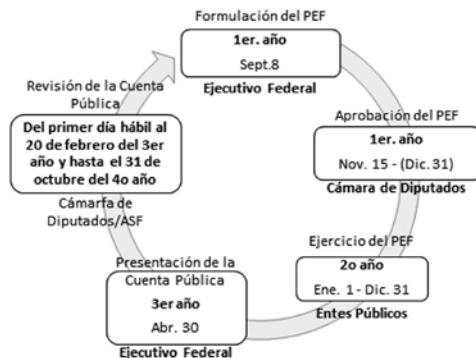 Formulación del PEF
1er. año
Sept.8
Ejecutivo Federal
Aprobación del PEF
1er. año
Nov. 15 - (Dic. 31)
Cámara de Diputados
Ejercicio del PEF
2o año
Ene. 1 - Dic. 31
Entes Públicos
Presentación de la
Cuenta Pública
3er año
Abr. 30
Ejecutivo Federal
Revisión de la Cuenta
Pública
Del primer día hábil al
20 de febrero del 3er
año y hasta el 31 de
octubre del 4o año
Cámarfa de
Diputados/ASF